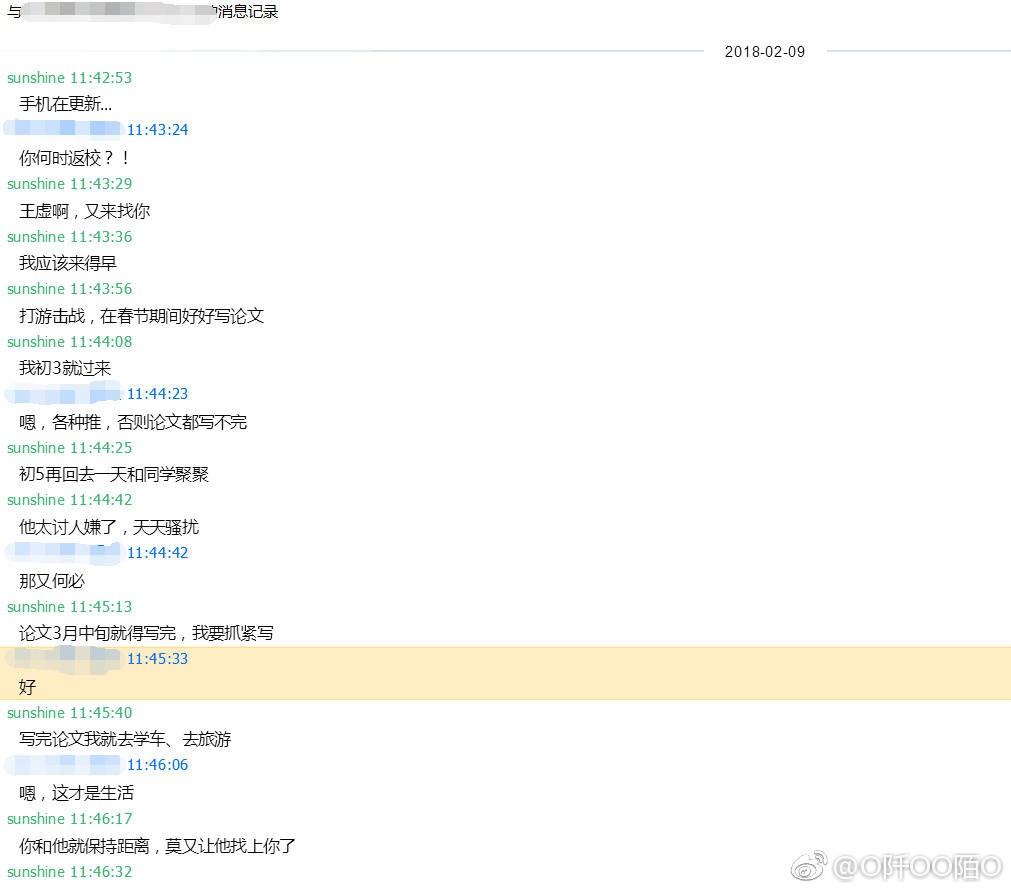 与 的消息记录
2018-02-09
sunshine 11:42:53
手机在更新...
11:43:24
你何时返校？！
sunshine 11:43:29
王虚啊，又来找你
sunshine 11:43:36
我应该来得早
sunshine 11:43:56
打游击战，在春节期间好好写论文
sunshine 11:44:08
我初3就过来
11:44:23
嗯，各种推，否则论文都写不完
sunshine 11:44:25
初5再回去一天和同学聚聚
sunshine 11:44:42
他太讨人嫌了，天天骚扰
11:44:42
那又何必
sunshine 11:45:13
论文3月中旬就得写完，我要抓紧写
11:45:33
好
sunshine 11:45:40
写完论文我就去学车、去旅游
11:46:06
嗯，这才是生活
sunshine 11:46:17
你和他就保持距离，莫又让他找上你了
sunshine 11:46:32
@O阡OO陌O